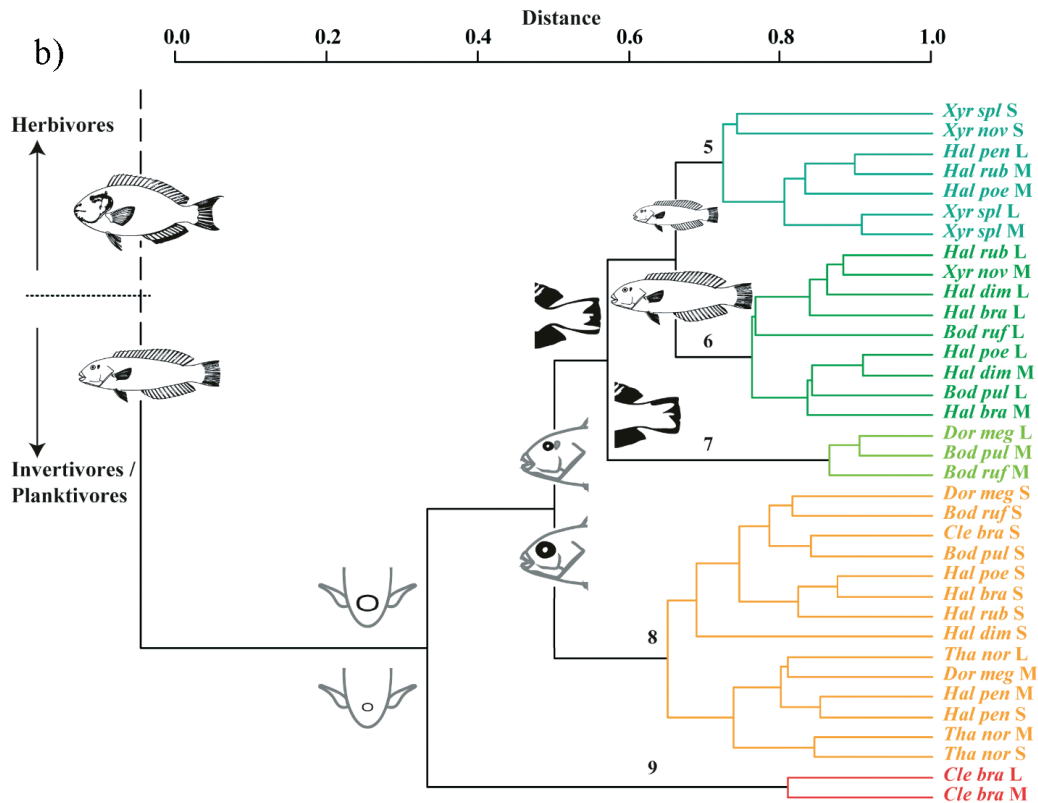 Distance
0.0 0.2 0.4 0.6 0.8 1.0
b)
Herbivores
Invertivores /
Planktivores
5
6
7
8
9
Xyr spl S
Xyr nov S
Hal pen L
Hal rub M
Hal poe M
Xyr spl L
Xyr spl M
Hal rub L
Xyr nov M
Hal dim L
Hal bra L
Bod ruf L
Hal poe L
Hal dim M
Bod pul L
Hal bra M
Dor meg L
Bod pul M
Bod ruf M
Dor meg S
Bod ruf S
Cle bra S
Bod pul S
Hal poe S
Hal bra S
Hal rub S
Hal dim S
Tha nor L
Dor meg M
Hal pen M
Hal pen S
Tha nor M
Tha nor S
Cle bra L
Cle bra M